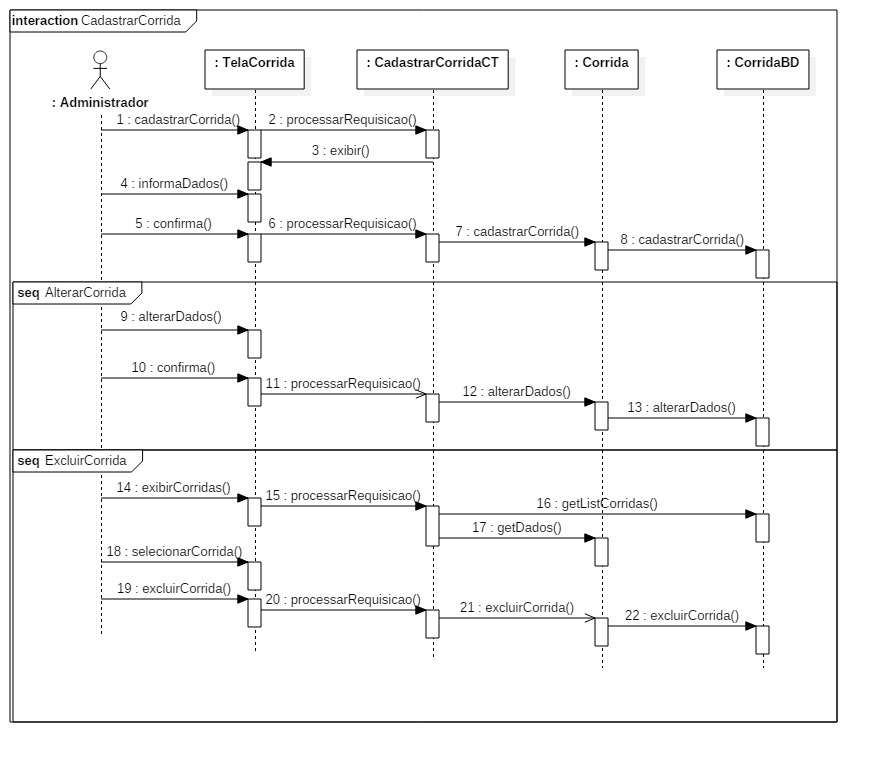 interaction CadastrarCorrida
: TelaCorrida
: CadastrarCorridaCT
: Corrida
: CorridaBD
: Administrador
1 : cadastrarCorrida()
2 : processarRequisicao()
3 : exibir()
4 : informaDados()
5 : confirma()
6 : processarRequisicao()
7 : cadastrarCorrida()
8 : cadastrarCorrida()
seq AlterarCorrida
9 : alterarDados()
10 : confirma()
11 : processarRequisicao()
12 : alterarDados()
13 : alterarDados()
seq ExcluirCorrida
14 : exibirCorridas()
15 : processarRequisicao()
16 : getListCorridas()
17 : getDados()
18 : selecionarCorrida()
19 : excluirCorrida()
20 : processarRequisicao()
21 : excluirCorrida()
22 : excluirCorrida()